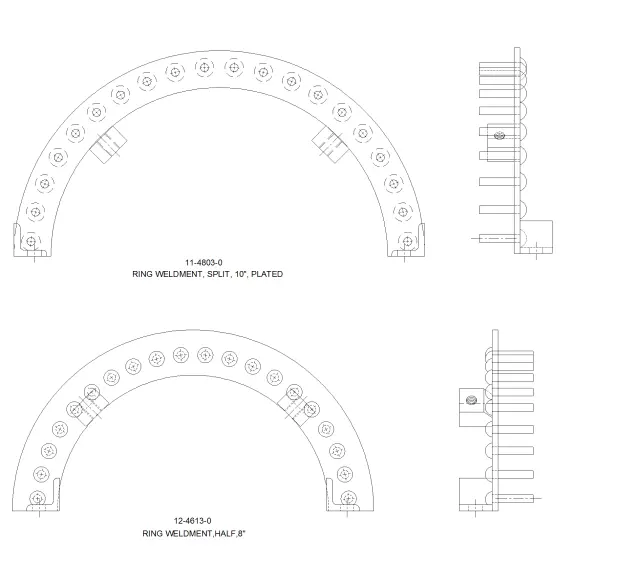 11-4803-0
RING WELDMENT, SPLIT, 10", PLATED
12-4613-0
RING WELDMENT,HALF,8"